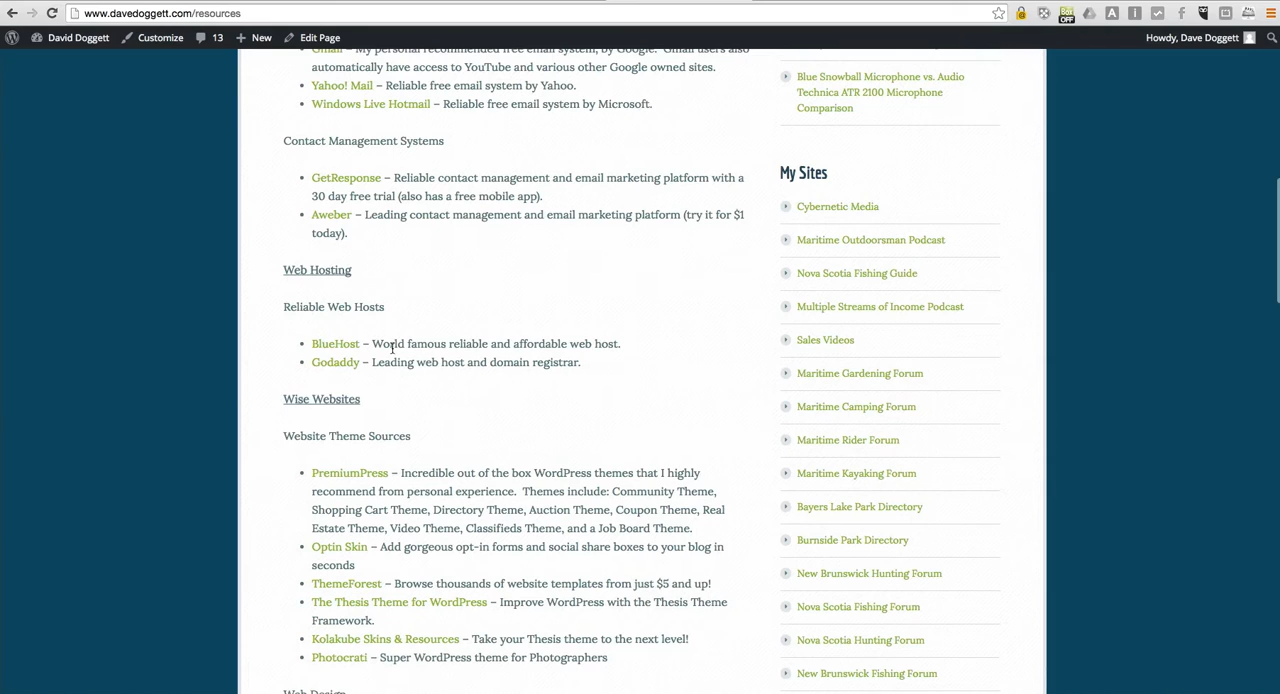 www.davedoggett.com/resources
David Doggett
Customize
13
New
Edit Page
Howdy, Dave Doggett
Gmail – My personal recommended free email system, by Google. Gmail users also
automatically have access to YouTube and various other Google owned sites.
Yahoo! Mail – Reliable free email system by Yahoo.
Windows Live Hotmail – Reliable free email system by Microsoft.
Contact Management Systems
GetResponse – Reliable contact management and email marketing platform with a
30 day free trial (also has a free mobile app).
Aweber – Leading contact management and email marketing platform (try it for $1
today).
Web Hosting
Reliable Web Hosts
BlueHost – World famous reliable and affordable web host.
Godaddy – Leading web host and domain registrar.
Wise Websites
Website Theme Sources
PremiumPress – Incredible out of the box WordPress themes that I highly
recommend from personal experience. Themes include: Community Theme,
Shopping Cart Theme, Directory Theme, Auction Theme, Coupon Theme, Real
Estate Theme, Video Theme, Classifieds Theme, and a Job Board Theme.
Optin Skin – Add gorgeous opt-in forms and social share boxes to your blog in
seconds
ThemeForest – Browse thousands of website templates from just $5 and up!
The Thesis Theme for WordPress – Improve WordPress with the Thesis Theme
Framework.
Kolakube Skins & Resources – Take your Thesis theme to the next level!
Photocrati – Super WordPress theme for Photographers
Web Design
Blue Snowball Microphone vs. Audio
Technica ATR 2100 Microphone
Comparison
My Sites
Cybernetic Media
Maritime Outdoorsman Podcast
Nova Scotia Fishing Guide
Multiple Streams of Income Podcast
Sales Videos
Maritime Gardening Forum
Maritime Camping Forum
Maritime Rider Forum
Maritime Kayaking Forum
Bayers Lake Park Directory
Burnside Park Directory
New Brunswick Hunting Forum
Nova Scotia Fishing Forum
Nova Scotia Hunting Forum
New Brunswick Fishing Forum